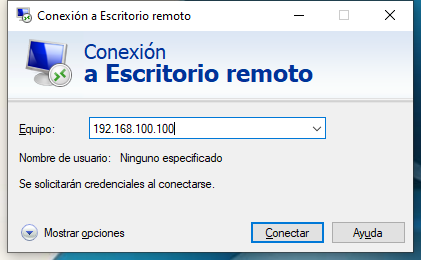 Conexión a Escritorio remoto
Conexión
a Escritorio remoto
Equipo: 192.168.100.100
Nombre de usuario: Ninguno especificado
Se solicitarán credenciales al conectarse.
Mostrar opciones Conectar Ayuda